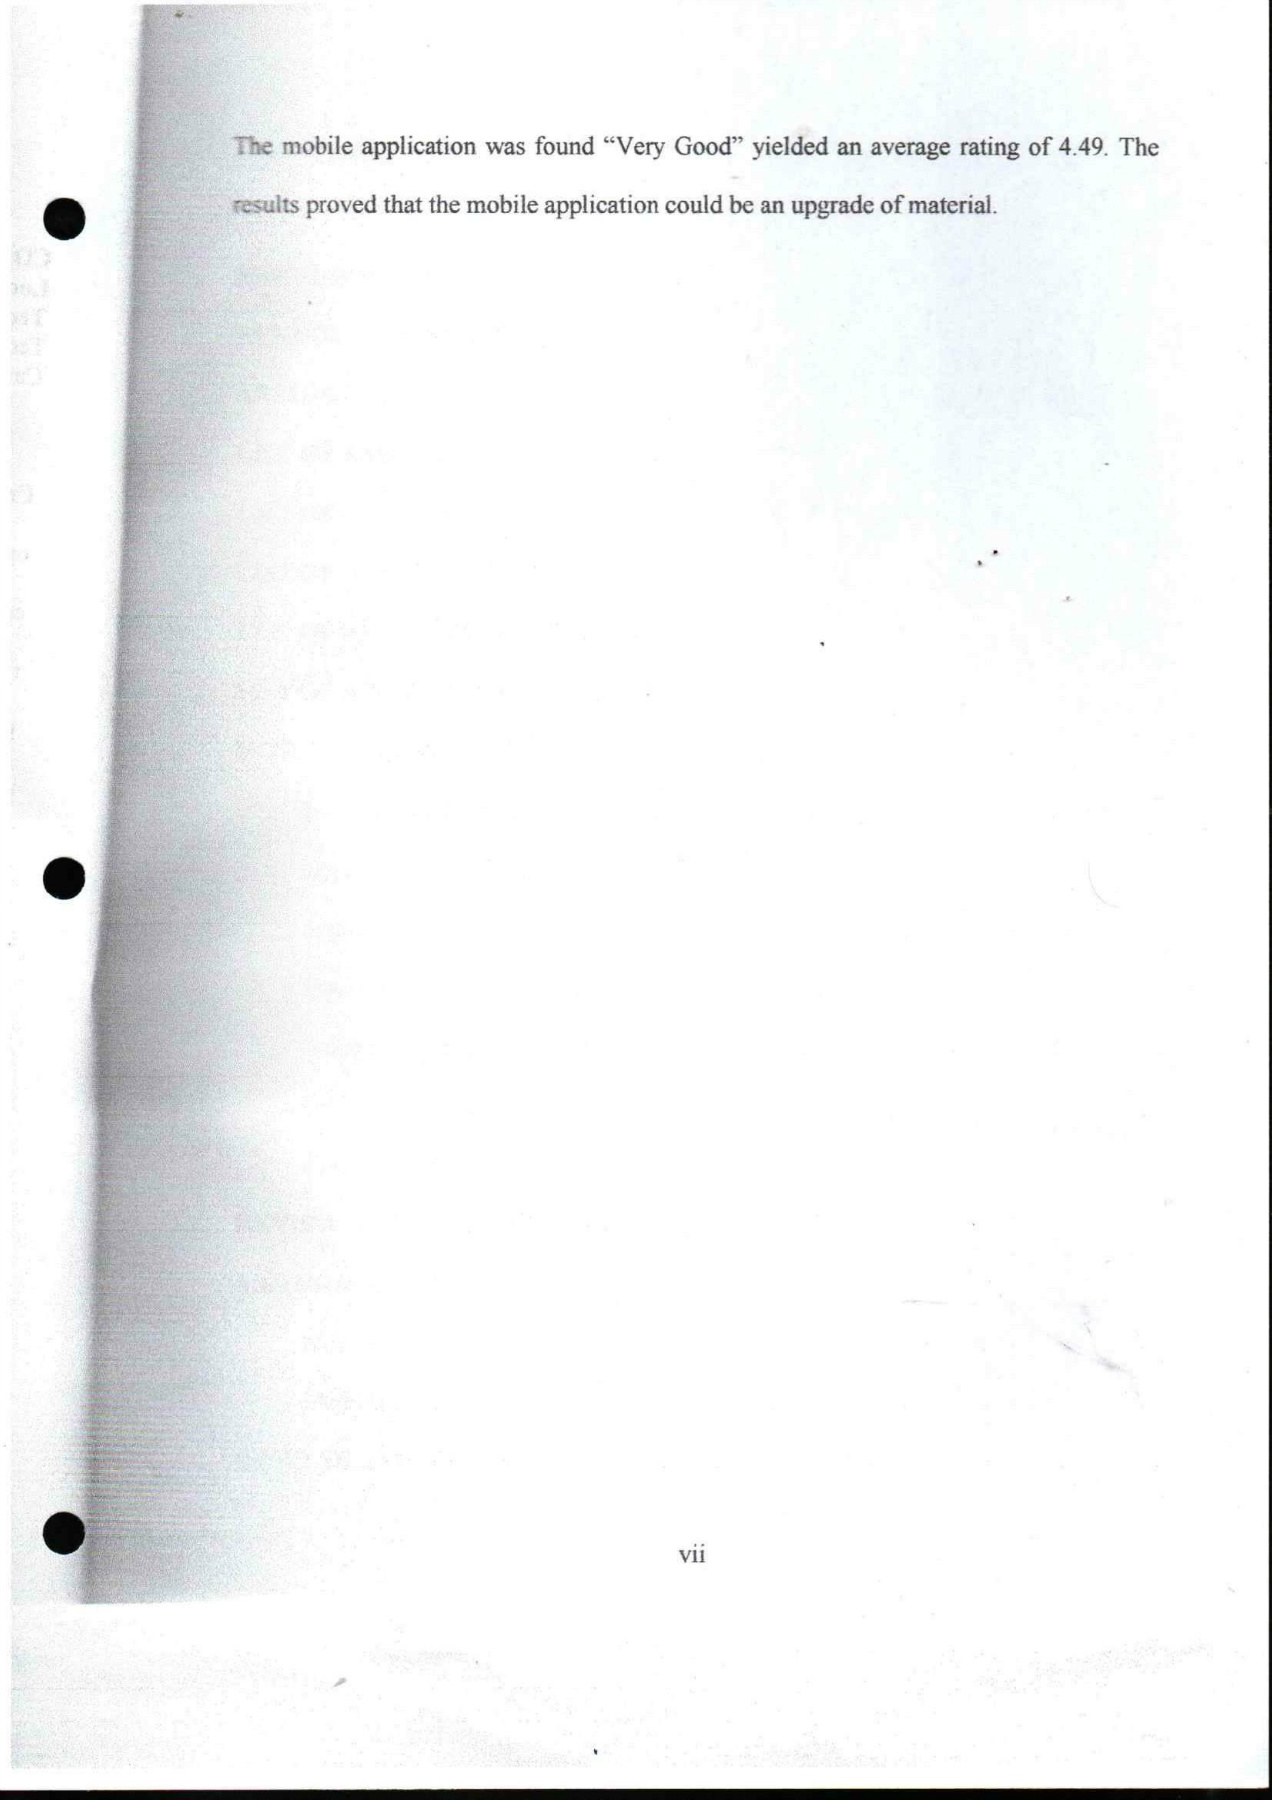 The mobile application was found “Very Good” yielded an average rating of 4.49. The
results proved that the mobile application could be an upgrade of material.
vii